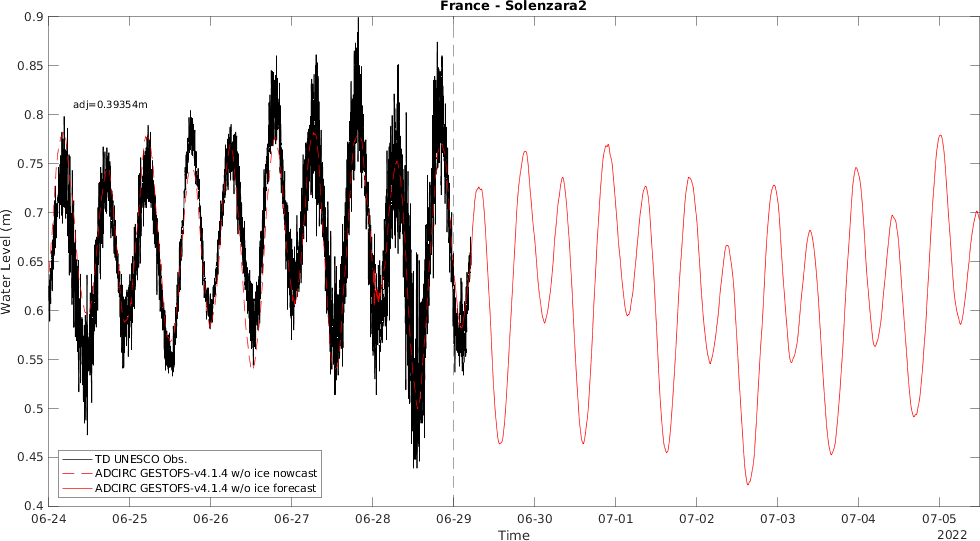 France - Solenzara2
0.9
0.85
0.8
0.75
0.7
0.65
0.6
0.55
0.5
0.45
0.4
Water Level (m)
adj=0.39354m
TD UNESCO Obs.
ADCIRC GESTOFS-v4.1.4 w/o ice nowcast
ADCIRC GESTOFS-v4.1.4 w/o ice forecast
06-24 06-25 06-26 06-27 06-28 06-29 06-30 07-01 07-02 07-03 07-04 07-05
Time
2022